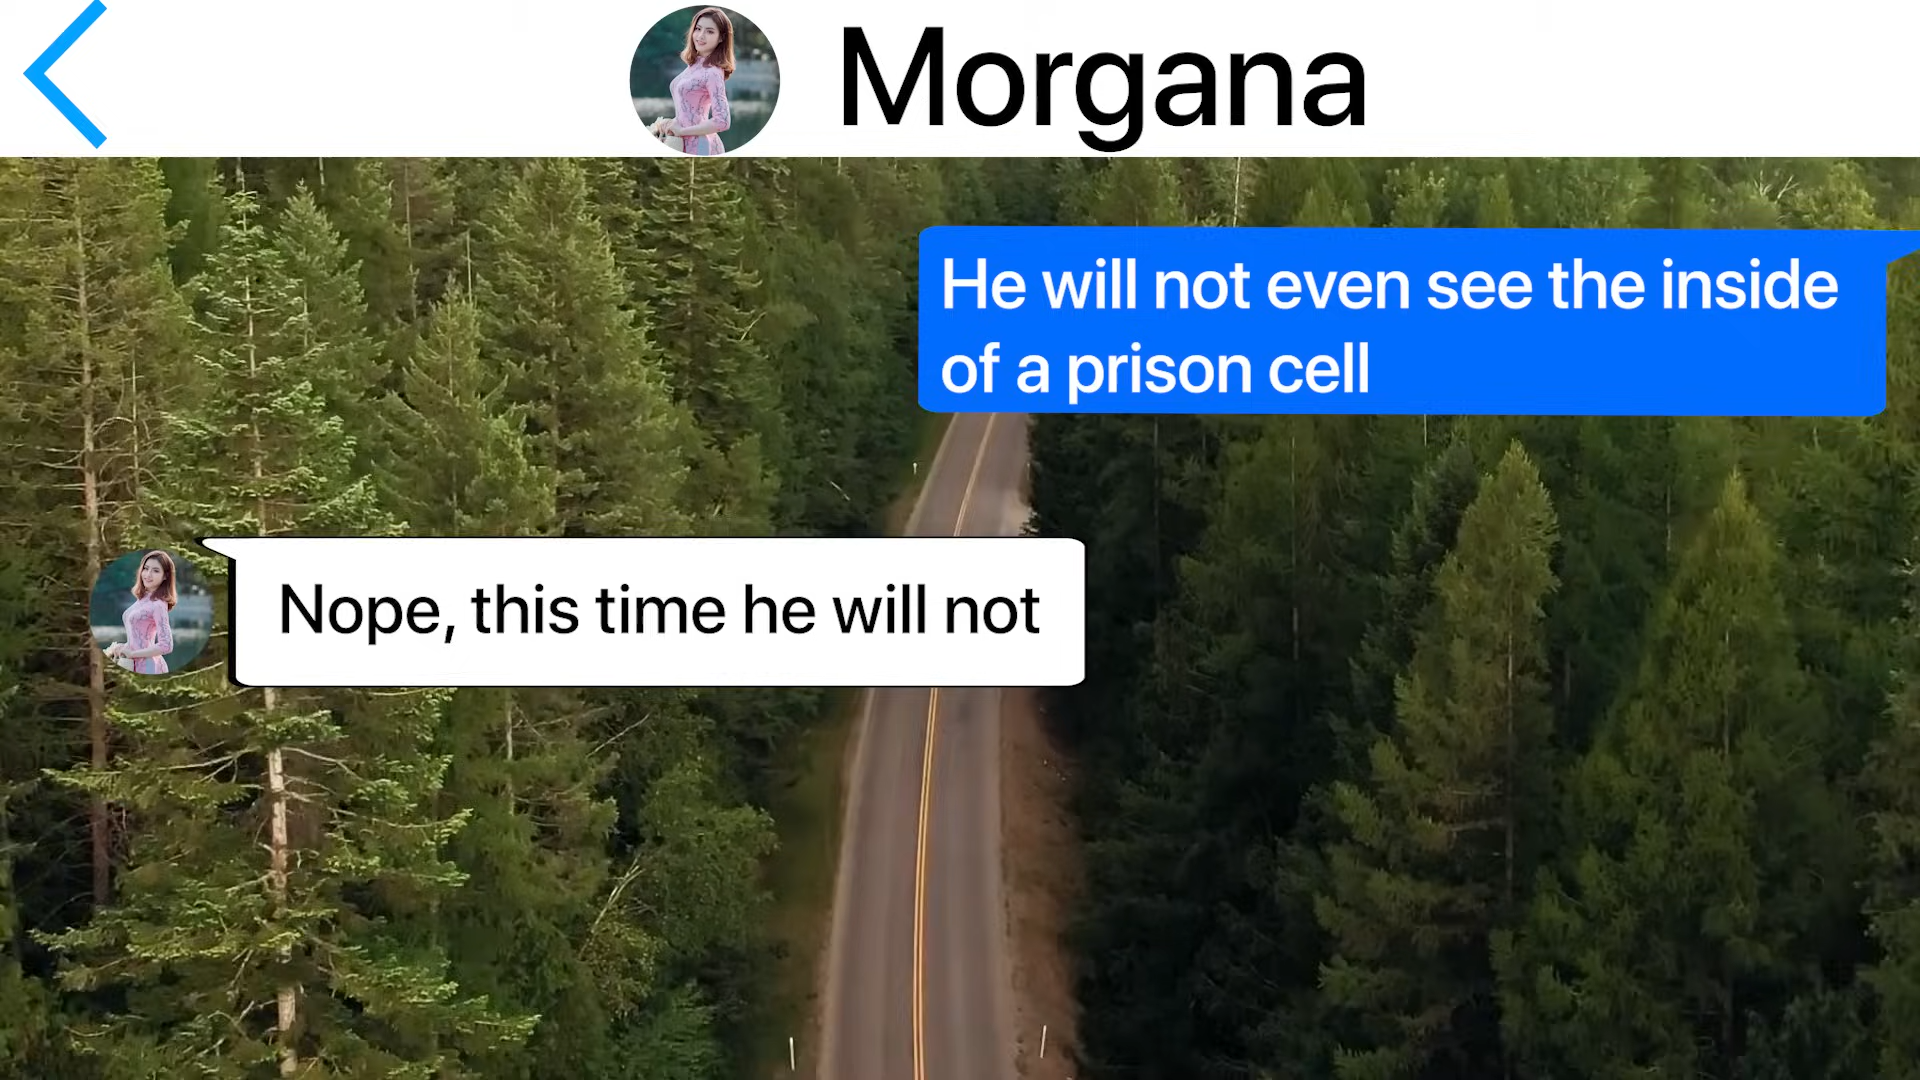 Morgana
He will not even see the inside
of a prison cell
Nope, this time he will not